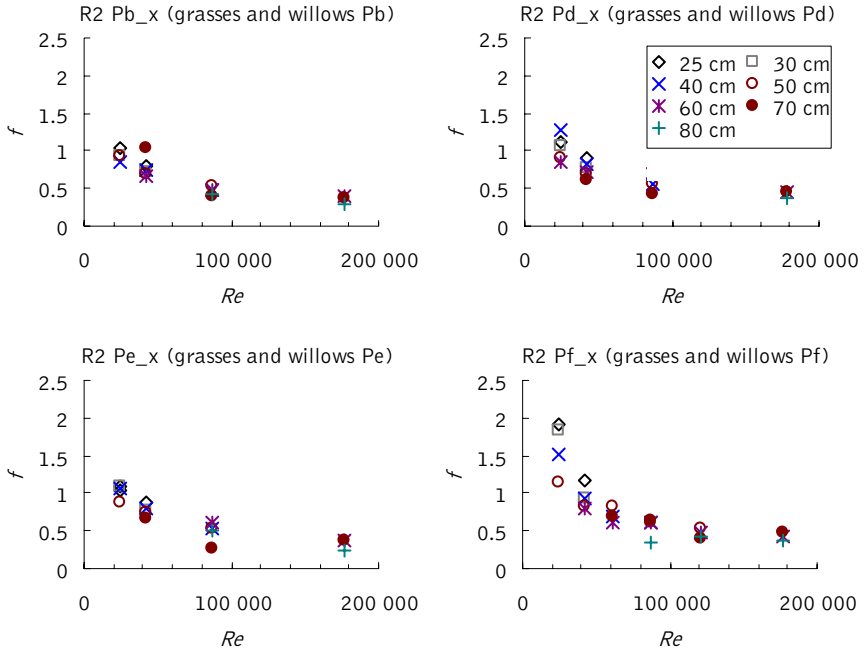 R2 Pb_x (grasses and willows Pb)
2.5
2
1.5
1
0.5
0
f
0 100 000 200 000
Re
R2 Pd_x (grasses and willows Pd)
2.5
2
1.5
1
0.5
0
f
25 cm 30 cm
40 cm 50 cm
60 cm 70 cm
80 cm
0 100 000 200 000
Re
R2 Pe_x (grasses and willows Pe)
2.5
2
1.5
1
0.5
0
f
0 100 000 200 000
Re
R2 Pf_x (grasses and willows Pf)
2.5
2
1.5
1
0.5
0
f
0 100 000 200 000
Re